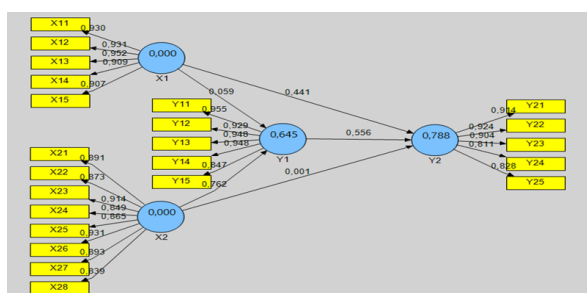 X11
0,930
X12
0,931
X13
0,952
0,909
X14
0,907
X15
0,000
X1
0,059
0,441
Y11
0,955
Y12
0,929
Y13
0,948
0,948
Y14
0,847
Y15
0,762
0,645
Y1
0,556
0,788
Y2
0,001
Y21
0,914
Y22
0,924
0,904
Y23
0,811
Y24
0,828
Y25
X21
0,891
X22
0,873
X23
0,914
X24
0,849
0,865
X25
0,931
X26
0,893
X27
0,839
X28
0,000
X2